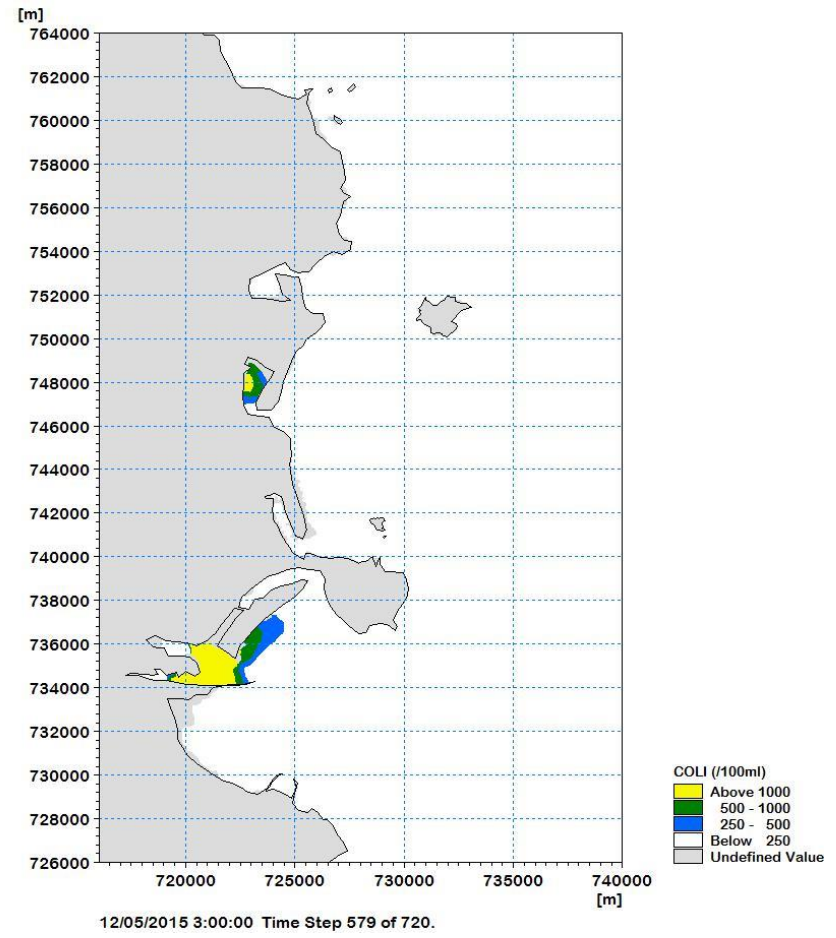 [m]
764000
762000
760000
758000
756000
754000
752000
750000
748000
746000
744000
742000
740000
738000
736000
734000
732000
730000
728000
726000
720000 725000 730000 735000 740000
[m]
COLI (/100ml)
Above 1000
500 - 1000
250 - 500
Below 250
Undefined Value
12/05/2015 3:00:00 Time Step 579 of 720.